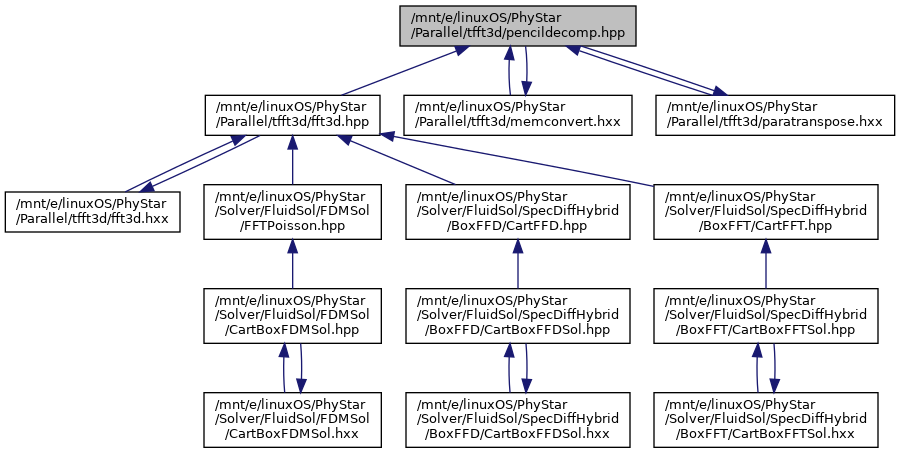 /mnt/e/linuxOS/PhyStar
/Parallel/tfft3d/pencildecomp.hpp
/mnt/e/linuxOS/PhyStar
/Parallel/tfft3d/fft3d.hpp
/mnt/e/linuxOS/PhyStar
/Parallel/tfft3d/memconvert.hxx
/mnt/e/linuxOS/PhyStar
/Parallel/tfft3d/paratranspose.hxx
/mnt/e/linuxOS/PhyStar
/Parallel/tfft3d/fft3d.hxx
/mnt/e/linuxOS/PhyStar
/Solver/FluidSol/FDMSol
/FFTPoisson.hpp
/mnt/e/linuxOS/PhyStar
/Solver/FluidSol/SpecDiffHybrid
/BoxFFD/CartFFD.hpp
/mnt/e/linuxOS/PhyStar
/Solver/FluidSol/SpecDiffHybrid
/BoxFFT/CartFFT.hpp
/mnt/e/linuxOS/PhyStar
/Solver/FluidSol/FDMSol
/CartBoxFDMSol.hpp
/mnt/e/linuxOS/PhyStar
/Solver/FluidSol/SpecDiffHybrid
/BoxFFD/CartBoxFFDSol.hpp
/mnt/e/linuxOS/PhyStar
/Solver/FluidSol/SpecDiffHybrid
/BoxFFT/CartBoxFFTSol.hpp
/mnt/e/linuxOS/PhyStar
/Solver/FluidSol/FDMSol
/CartBoxFDMSol.hxx
/mnt/e/linuxOS/PhyStar
/Solver/FluidSol/SpecDiffHybrid
/BoxFFD/CartBoxFFDSol.hxx
/mnt/e/linuxOS/PhyStar
/Solver/FluidSol/SpecDiffHybrid
/BoxFFT/CartBoxFFTSol.hxx